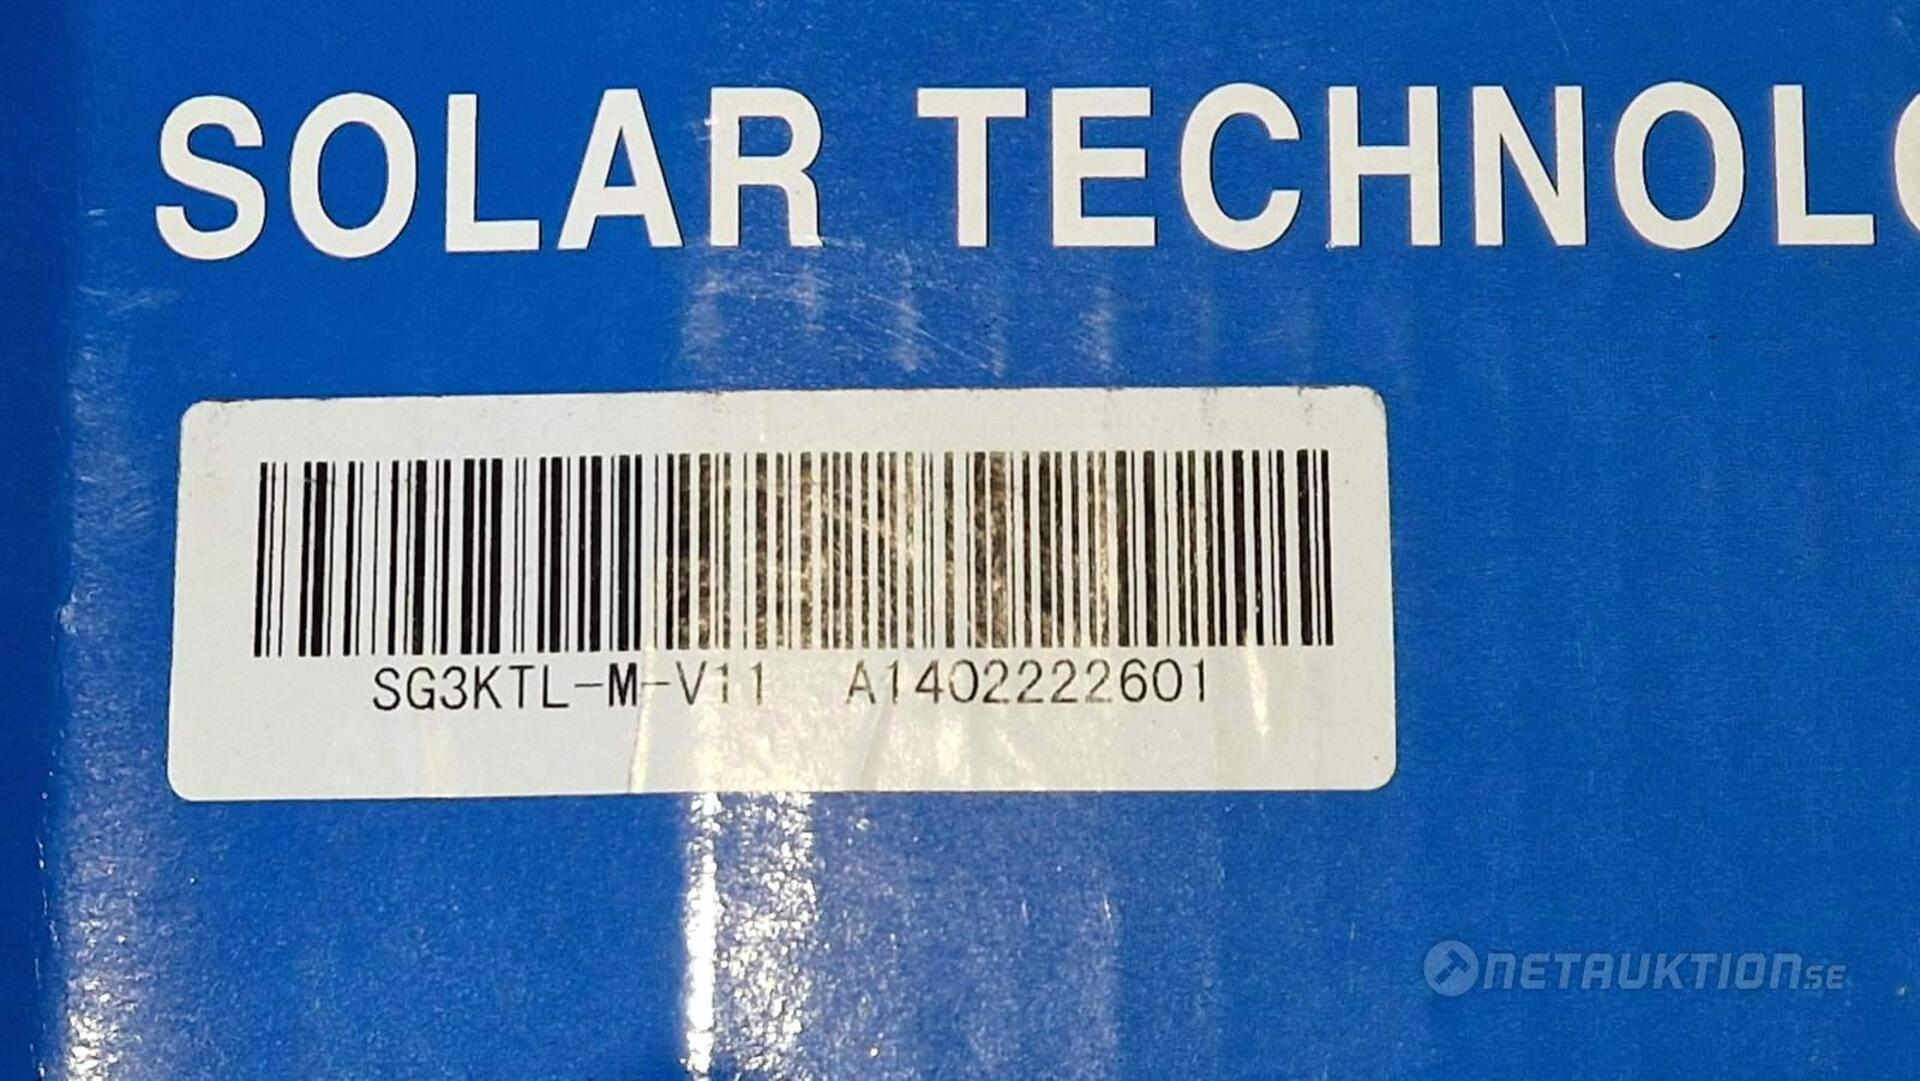 SOLAR TECHNOLO
SG3KTL-M-V11 A1402222601
NETAUKTION.SE